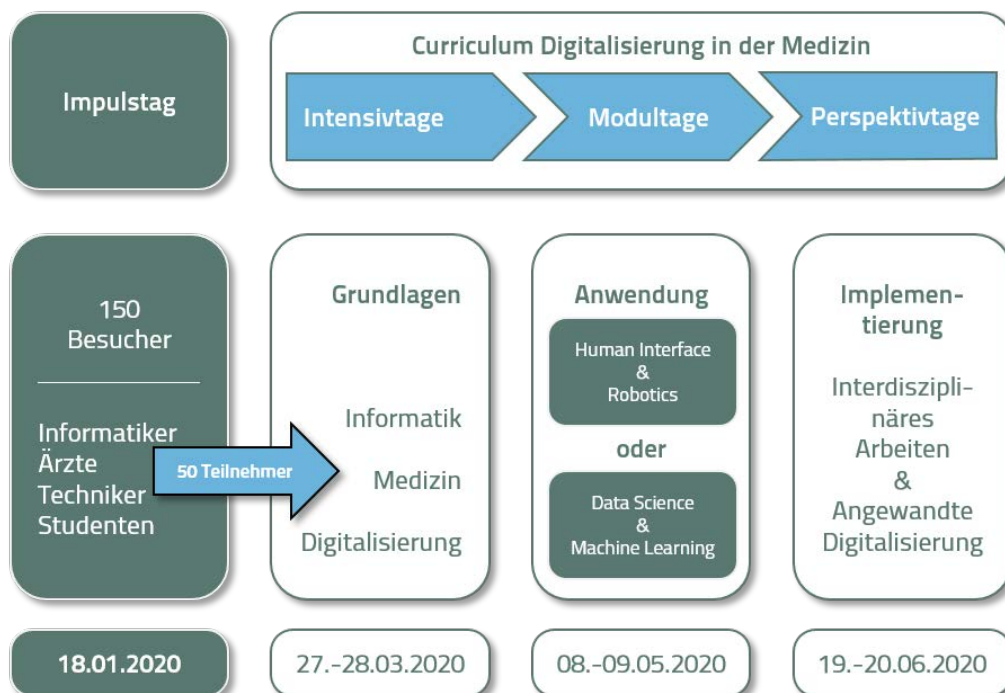 Impulstag
Curriculum Digitalisierung in der Medizin
Intensivtage
Modultage
Perspektivtage
150
Besucher
Informatiker
Ärzte
Techniker
Studenten
50 Teilnehmer
Grundlagen
Informatik
Medizin
Digitalisierung
Anwendung
Human Interface
&
Robotics
oder
Data Science
&
Machine Learning
Implemen-
tierung
Interdiszipli-
näres
Arbeiten
&
Angewandte
Digitalisierung
18.01.2020
27.-28.03.2020
08.-09.05.2020
19.-20.06.2020